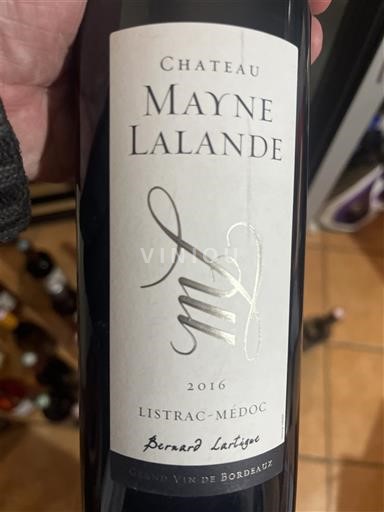 CHATEAU
MAYNE
LALANDE
VINIOU
2016
LISTRAC-MÉDOC
Bernard Lartigue
GRAND VIN DE BORDEAUX